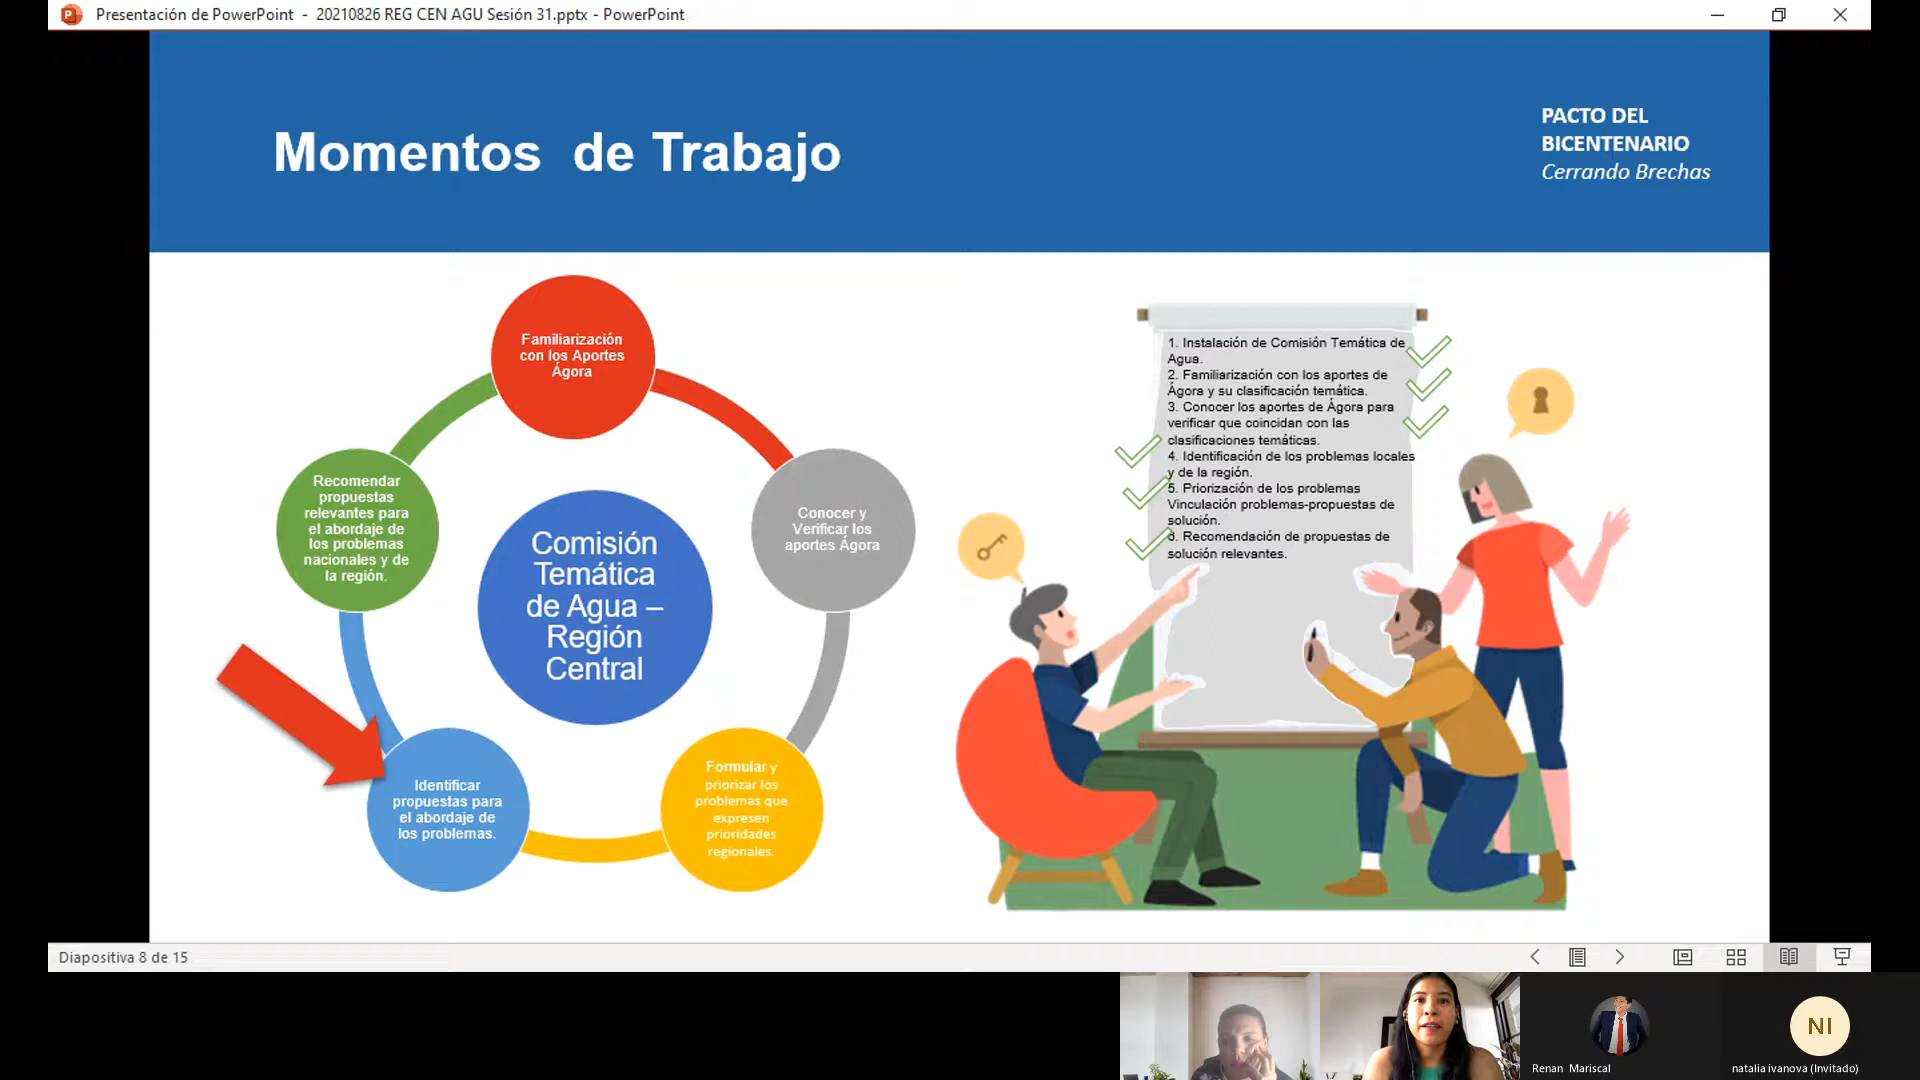 Presentación de PowerPoint - 20210826 REG CEN AGU Sesión 31.pptx - PowerPoint
Momentos de Trabajo
PACTO DEL
BICENTENARIO
Cerrando Brechas
Familiarización
con los Aportes
Ágora
Conocer y
Verificar los
aportes Ágora
Formular y
priorizar los
problemas que
expresen
prioridades
regionales.
Identificar
propuestas para
el abordaje de
los problemas.
Recomendar
propuestas
relevantes para
el abordaje de
los problemas
nacionales y de
la región.
Comisión
Temática
de Agua –
Región
Central
1. Instalación de Comisión Temática de
Agua.
2. Familiarización con los aportes de
Ágora y su clasificación temática.
3. Conocer los aportes de Ágora para
verificar que coincidan con las
clasificaciones temáticas.
4. Identificación de los problemas locales
y de la región.
5. Priorización de los problemas
Vinculación problemas-propuestas de
solución.
6. Recomendación de propuestas de
solución relevantes.
Diapositiva 8 de 15
NI
Renan Mariscal
natalia ivanova (Invitado)